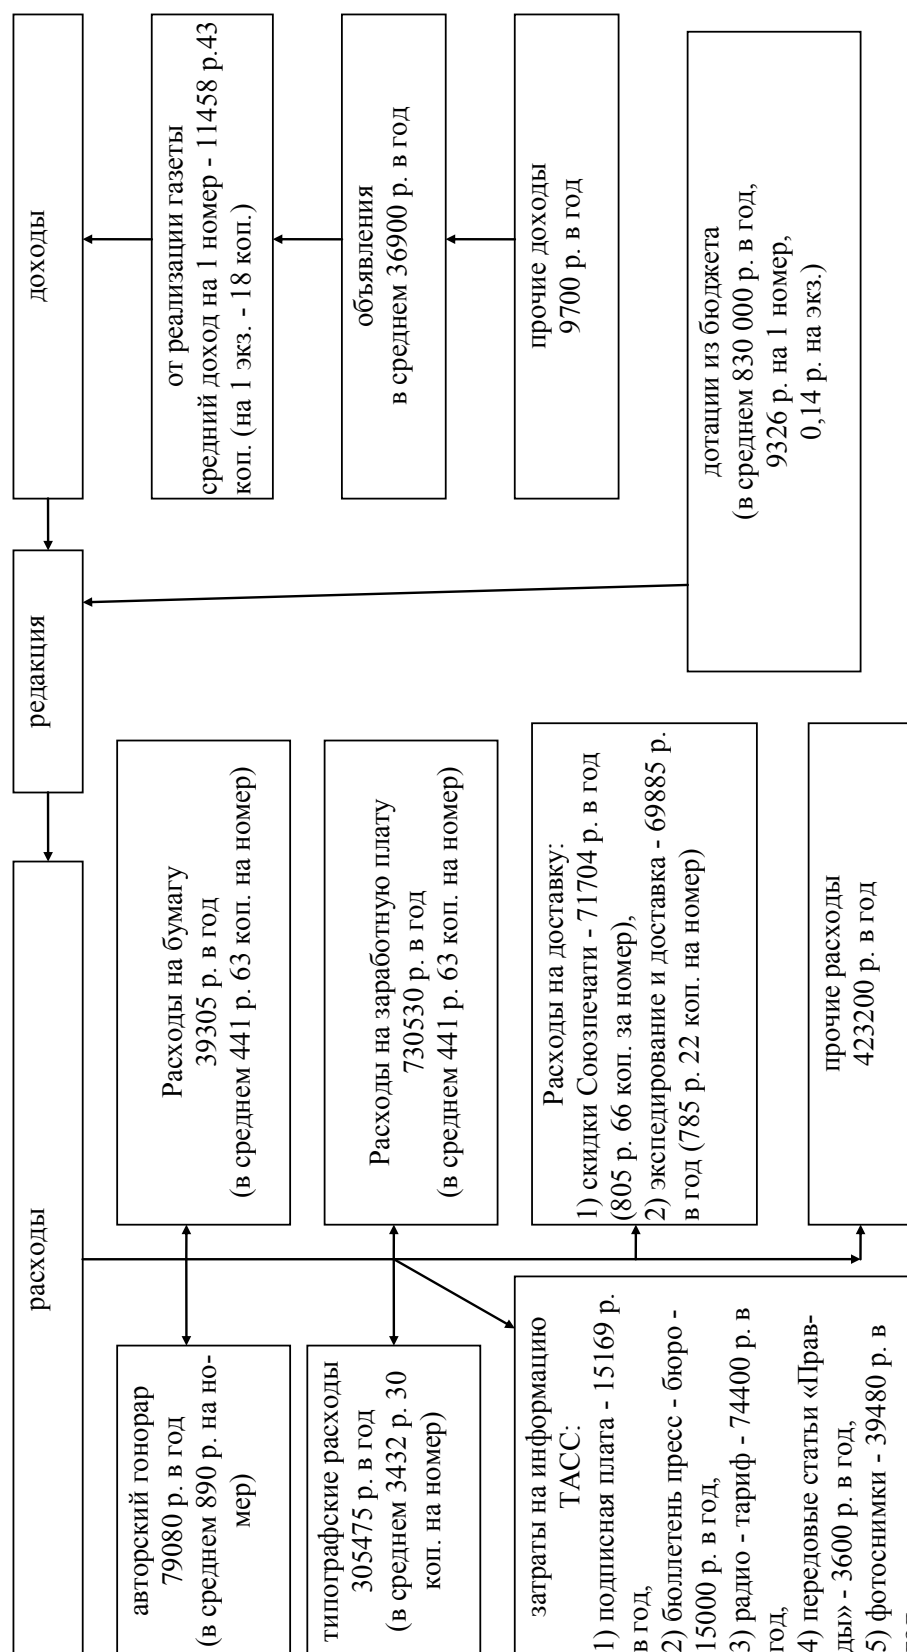 расходы
редакция
доходы
авторский гонорар
79080 р. в год
(в среднем 890 р. на но-
мер)
Расходы на бумагу
39305 р. в год
(в среднем 441 р. 63 коп. на номер)
от реализации газеты
средний доход на 1 номер - 11458 р.43
коп. (на 1 экз. - 18 коп.)
типографские расходы
305475 р. в год
(в среднем 3432 р. 30
коп. на номер)
Расходы на заработную плату
730530 р. в год
(в среднем 441 р. 63 коп. на номер)
объявления
в среднем 36900 р. в год
затраты на информацию
ТАСС:
1) подписная плата - 15169 р.
в год,
2) бюллетень пресс - бюро -
15000 р. в год,
3) радио - тариф - 74400 р. в
год,
4) передовые статьи «Прав-
ды» - 3600 р. в год,
5) фотоснимки - 39480 р. в
Расходы на доставку:
1) скидки Союзпечати - 71704 р. в год
(805 р. 66 коп. за номер),
2) экспедирование и доставка - 69885 р.
в год (785 р. 22 коп. на номер)
прочие доходы
9700 р. в год
прочие расходы
423200 р. в год
дотации из бюджета
(в среднем 830 000 р. в год,
9326 р. на 1 номер,
0,14 р. на экз.)